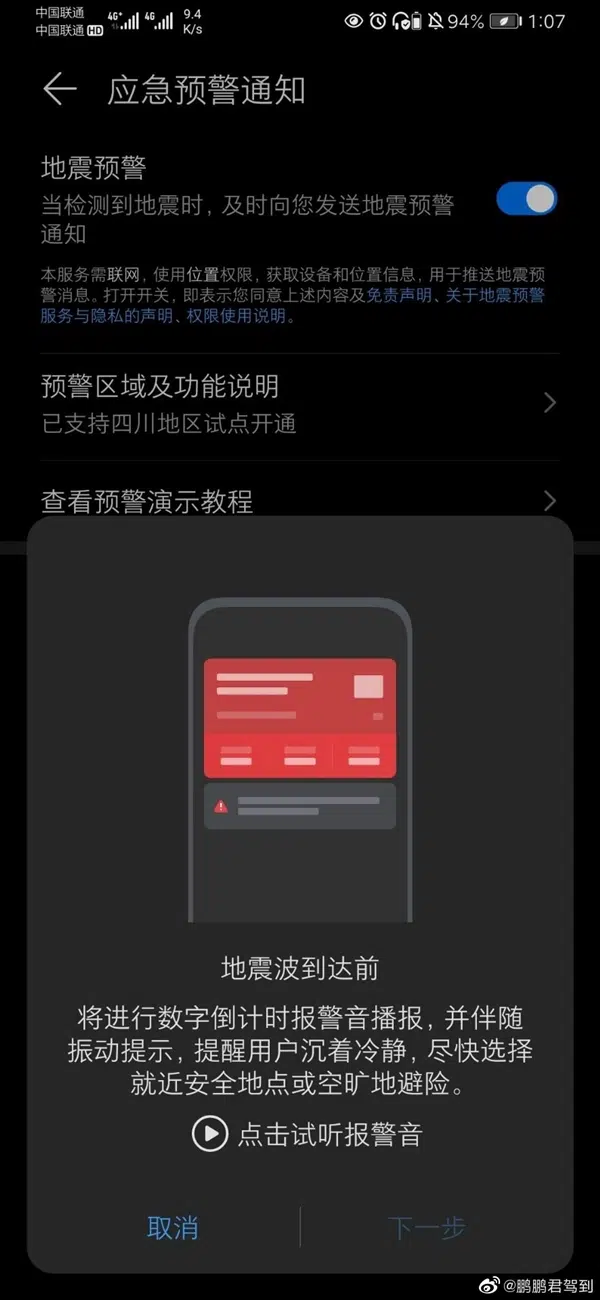 中国联通 4G+ 4G 9.4 94% 1:07
中国联通 HD K/s
应急预警通知
地震预警
当检测到地震时，及时向您发送地震预警
通知
本服务需联网，使用位置权限，获取设备和位置信息，用于推送地震预
警消息。打开开关，即表示您同意上述内容及免责声明、关于地震预警
服务与隐私的声明、权限使用说明。
预警区域及功能说明
已支持四川地区试点开通
查看预警演示教程
地震波到达前
将进行数字倒计时报警音播报，并伴随
振动提示，提醒用户沉着冷静，尽快选择
就近安全地点或空旷地避险。
点击试听报警音
取消 下一步
@鹏鹏君驾到